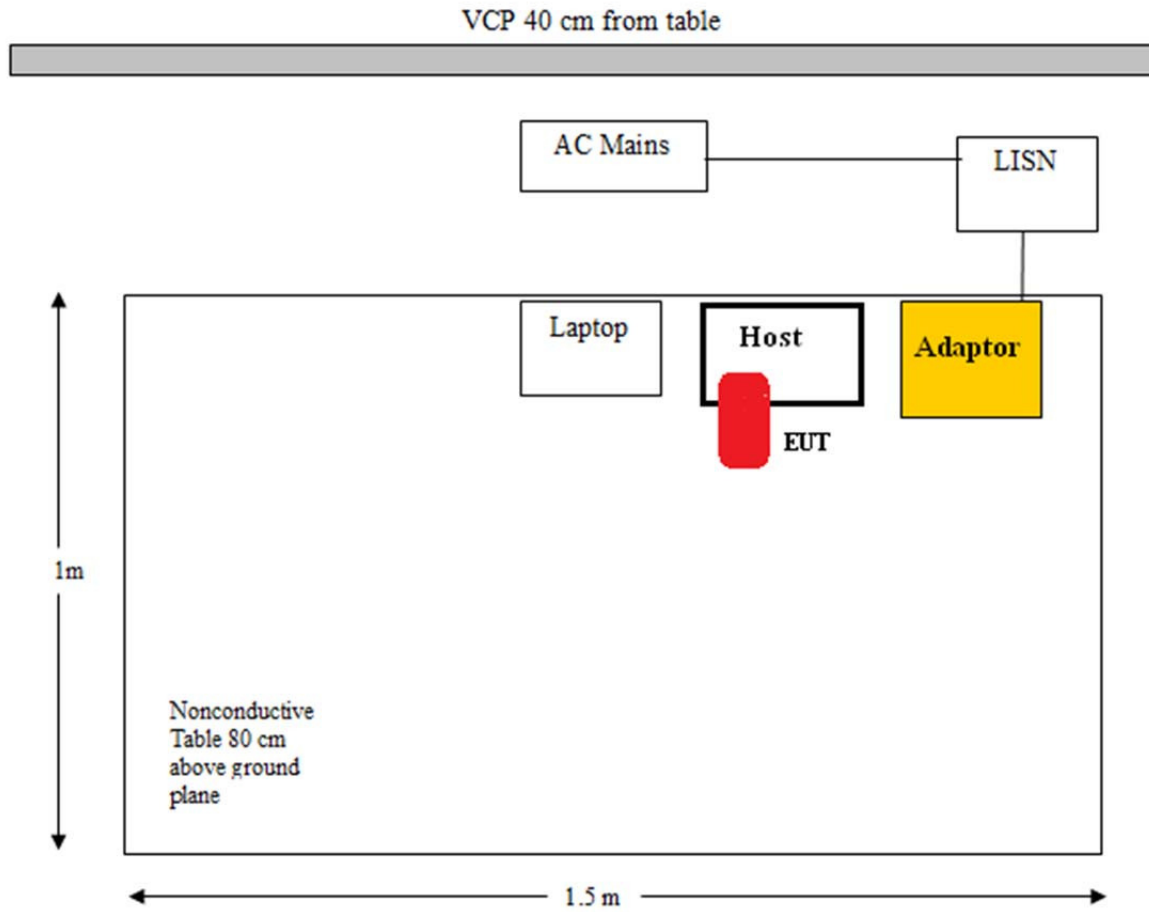 VCP 40 cm from table
AC Mains
LISN
Laptop
Host
Adaptor
EUT
1m
Nonconductive
Table 80 cm
above ground
plane
1.5 m